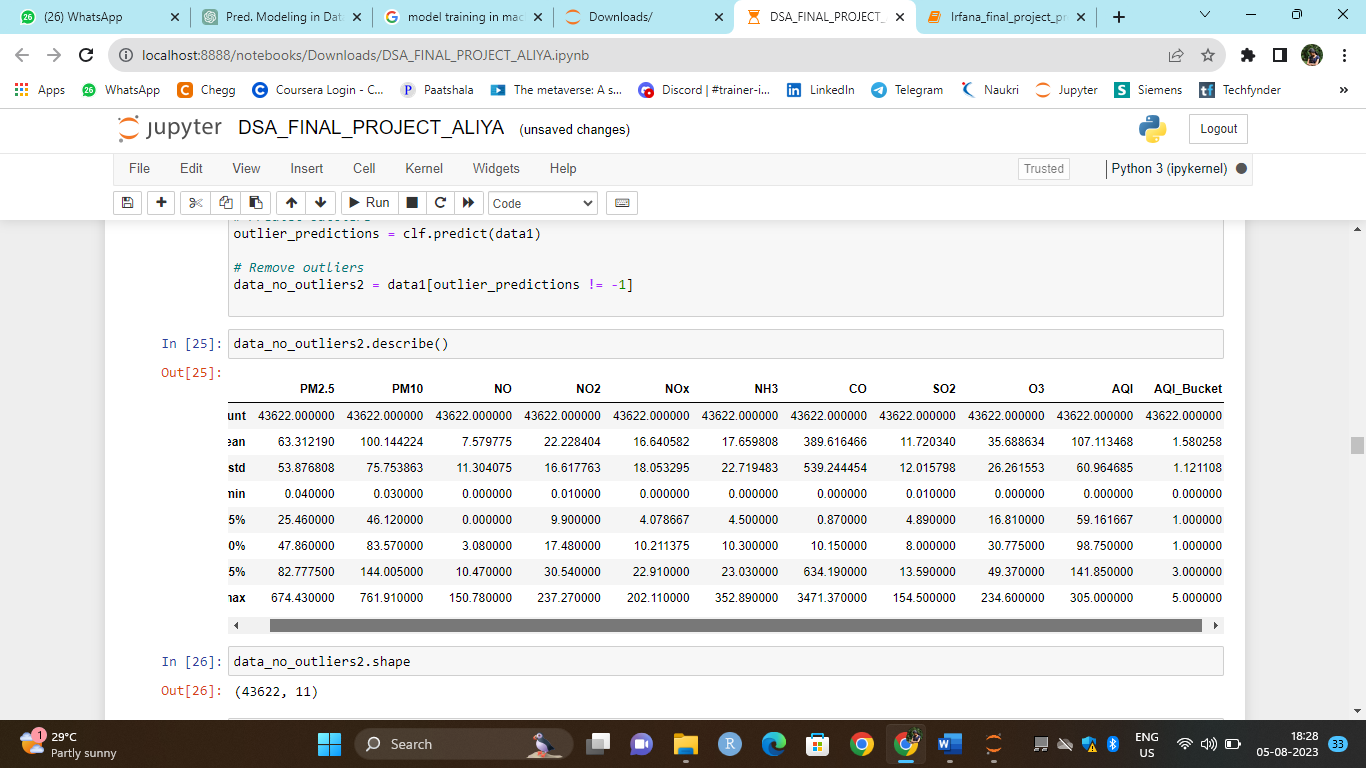 (26) WhatsApp
Pred. Modeling in Dat
model training in mac
Downloads/
DSA_FINAL_PROJECT_
Irfana_final_project_pr
localhost:8888/notebooks/Downloads/DSA_FINAL_PROJECT_ALIYA.ipynb
Apps
26 WhatsApp
C Chegg
C Coursera Login - C...
P Paatshala
The metaverse: A s...
Discord | #trainer-i...
in LinkedIn
Telegram
Naukri
Jupyter
S Siemens
tf Techfynder
»
jupyter DSA_FINAL_PROJECT_ALIYA (unsaved changes)
Logout
File Edit View Insert Cell Kernel Widgets Help
Trusted
Python 3 (ipykernel)
Run
Code
outlier_predictions = clf.predict(data1)
# Remove outliers
data_no_outliers2 = data1[outlier_predictions != -1]
In [25]: data_no_outliers2.describe()
Out[25]:
PM2.5 PM10 NO NO2 NOx NH3 CO SO2 O3 AQI AQI_Bucket
unt 43622.000000 43622.000000 43622.000000 43622.000000 43622.000000 43622.000000 43622.000000 43622.000000 43622.000000 43622.000000 43622.000000
ean 63.312190 100.144224 7.579775 22.228404 16.640582 17.659808 389.616466 11.720340 35.688634 107.113468 1.580258
std 53.876808 75.753863 11.304075 16.617763 18.053295 22.719483 539.244454 12.015798 26.261553 60.964685 1.121108
nin 0.040000 0.030000 0.000000 0.010000 0.000000 0.000000 0.000000 0.010000 0.000000 0.000000 0.000000
5% 25.460000 46.120000 0.000000 9.900000 4.078667 4.500000 0.870000 4.890000 16.810000 59.161667 1.000000
0% 47.860000 83.570000 3.080000 17.480000 10.211375 10.300000 10.150000 8.000000 30.775000 98.750000 1.000000
5% 82.777500 144.005000 10.470000 30.540000 22.910000 23.030000 634.190000 13.590000 49.370000 141.850000 3.000000
nax 674.430000 761.910000 150.780000 237.270000 202.110000 352.890000 3471.370000 154.500000 234.600000 305.000000 5.000000
In [26]: data_no_outliers2.shape
Out[26]: (43622, 11)
1
29°C
Partly sunny
Search
R
W
ENG
US
18:28
05-08-2023
33